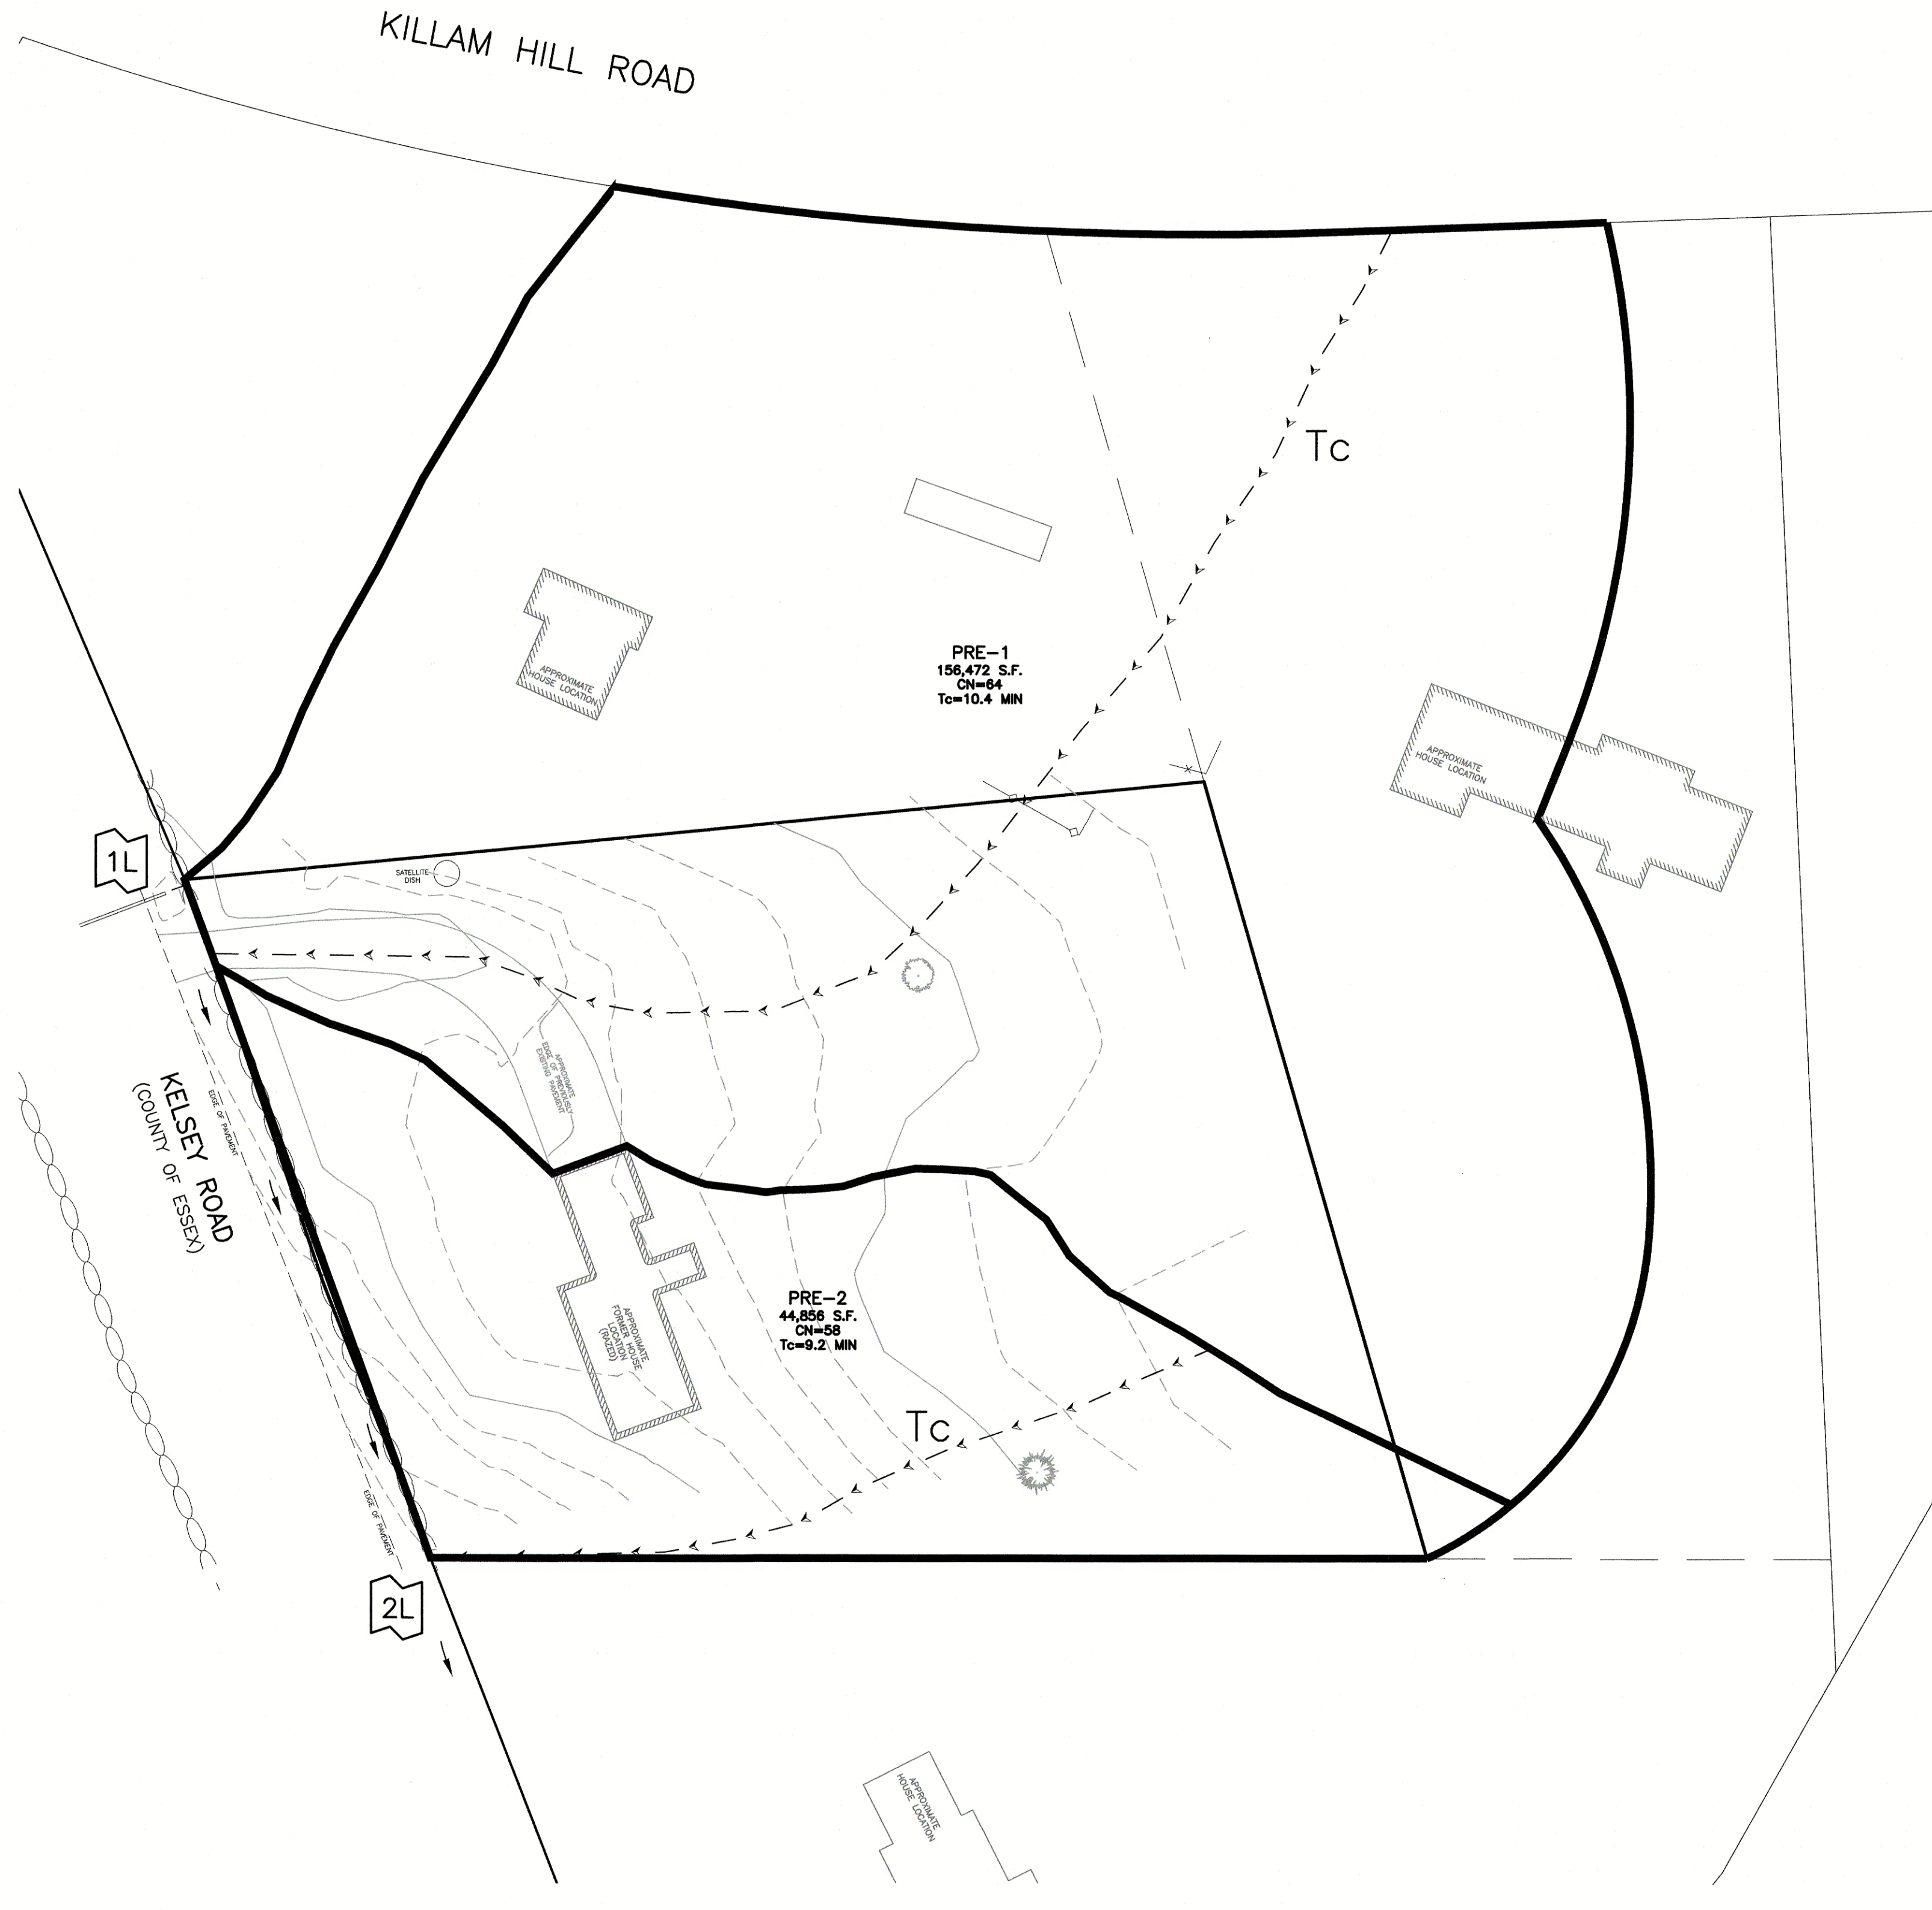 KILLAM HILL ROAD
Tc
PRE-1
156,472 S.F.
CN=64
Tc=10.4 MIN
APPROXIMATE
HOUSE LOCATION
APPROXIMATE
HOUSE LOCATION
1L
SATELLITE
DISH
APPROXIMATE
EDGE OF PREVIOUSLY
EXISTING PAVEMENT
KELSEY ROAD
(COUNTY OF ESSEX)
EDGE OF PAVEMENT
PRE-2
44,856 S.F.
CN=58
Tc=9.2 MIN
APPROXIMATE
FORMER HOUSE
LOCATION
(RAZED)
Tc
EDGE OF PAVEMENT
2L
APPROXIMATE
HOUSE LOCATION